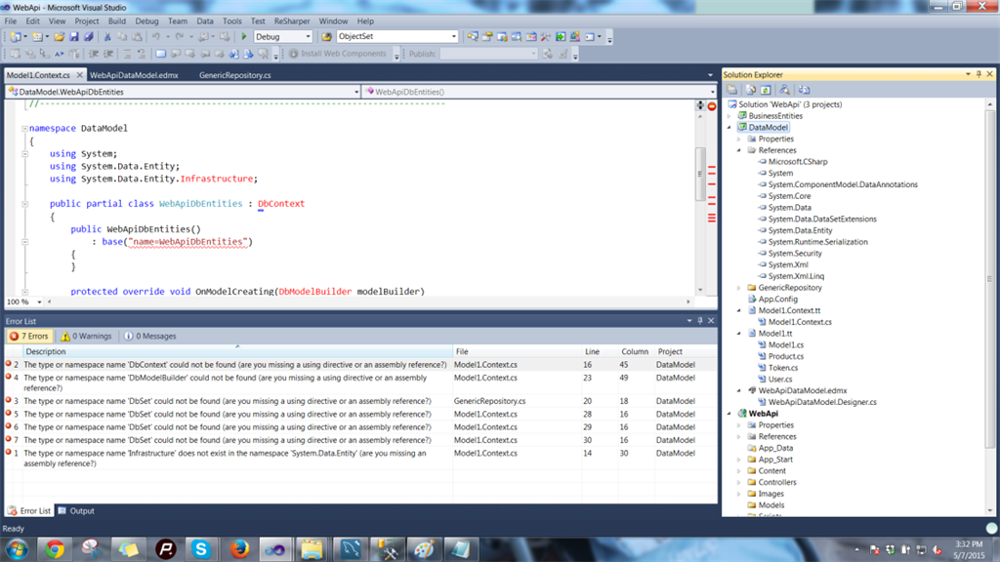 WebApi - Microsoft Visual Studio
File Edit View Project Build Debug Team Data Tools Test ReSharper Window Help
Debug ObjectSet
Install Web Components Publish:
Model1.Context.cs WebApiDataModel.edmx GenericRepository.cs
DataModel.WebApiDbEntities WebApiDbEntities()
//------------------------------------------------------------------------------
namespace DataModel
{
using System;
using System.Data.Entity;
using System.Data.Entity.Infrastructure;
public partial class WebApiDbEntities : DbContext
{
public WebApiDbEntities()
: base("name=WebApiDbEntities")
{
}
protected override void OnModelCreating(DbModelBuilder modelBuilder)
100 %
Error List
7 Errors 0 Warnings 0 Messages
Description File Line Column Project
2 The type or namespace name 'DbContext' could not be found (are you missing a using directive or an assembly reference?) Model1.Context.cs 16 45 DataModel
4 The type or namespace name 'DbModelBuilder' could not be found (are you missing a using directive or an assembly Model1.Context.cs 23 49 DataModel
reference?)
3 The type or namespace name 'DbSet' could not be found (are you missing a using directive or an assembly reference?) GenericRepository.cs 20 18 DataModel
5 The type or namespace name 'DbSet' could not be found (are you missing a using directive or an assembly reference?) Model1.Context.cs 28 16 DataModel
6 The type or namespace name 'DbSet' could not be found (are you missing a using directive or an assembly reference?) Model1.Context.cs 29 16 DataModel
7 The type or namespace name 'DbSet' could not be found (are you missing a using directive or an assembly reference?) Model1.Context.cs 30 16 DataModel
1 The type or namespace name 'Infrastructure' does not exist in the namespace 'System.Data.Entity' (are you missing an Model1.Context.cs 14 30 DataModel
assembly reference?)
Error List Output
Ready
Solution Explorer
Solution 'WebApi' (3 projects)
BusinessEntities
DataModel
Properties
References
Microsoft.CSharp
System
System.ComponentModel.DataAnnotations
System.Core
System.Data
System.Data.DataSetExtensions
System.Data.Entity
System.Runtime.Serialization
System.Security
System.Xml
System.Xml.Linq
GenericRepository
App.Config
Model1.Context.tt
Model1.Context.cs
Model1.tt
Model1.cs
Product.cs
Token.cs
User.cs
WebApiDataModel.edmx
WebApiDataModel.Designer.cs
WebApi
Properties
References
App_Data
App_Start
Content
Controllers
Images
Models
Scripts
3:32 PM
5/7/2015